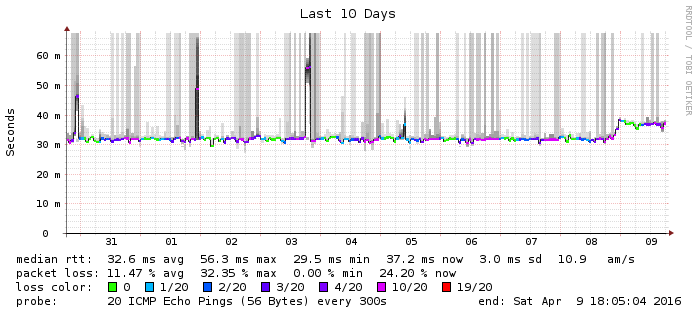 Last 10 Days
RRDTOOL / TOBI OETIKER
Seconds
60 m
50 m
40 m
30 m
20 m
10 m
0
31 01 02 03 04 05 06 07 08 09
median rtt: 32.6 ms avg 56.3 ms max 29.5 ms min 37.2 ms now 3.0 ms sd 10.9 am/s
packet loss: 11.47 % avg 32.35 % max 0.00 % min 24.20 % now
loss color: 0 1/20 2/20 3/20 4/20 10/20 19/20
probe: 20 ICMP Echo Pings (56 Bytes) every 300s end: Sat Apr 9 18:05:04 2016